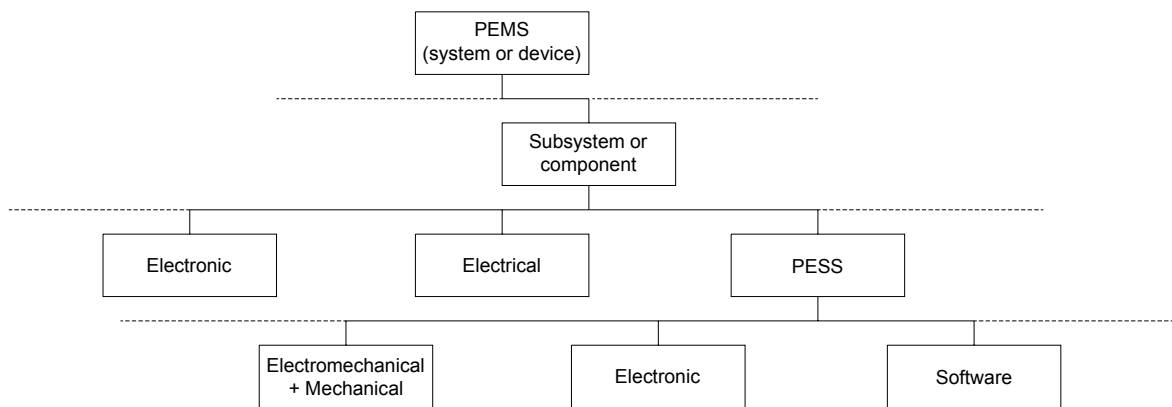 PEMS
(system or device)
Subsystem or
component
Electronic
Electrical
PESS
Electromechanical
+ Mechanical
Electronic
Software